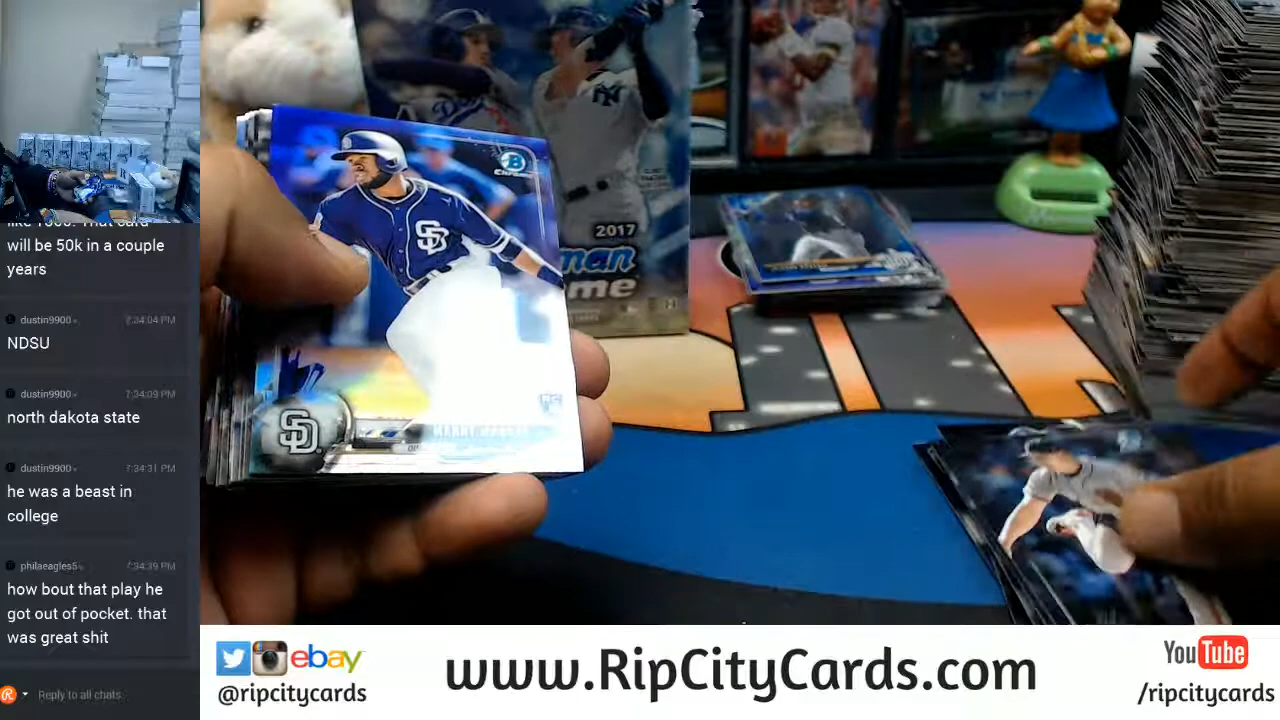 will be 50k in a couple
years
dustin9900
7:34:04 PM
NDSU
dustin9900
7:34:09 PM
north dakota state
dustin9900
7:34:31 PM
he was a beast in
college
philaeagles5
7:34:39 PM
how bout that play he
got out of pocket. that
was great shit
Reply to all chats
B
Chrome
SD
RC
SD
2017
man
me
ebay
@ripcitycards
www.RipCityCards.com
YouTube
/ripcitycards